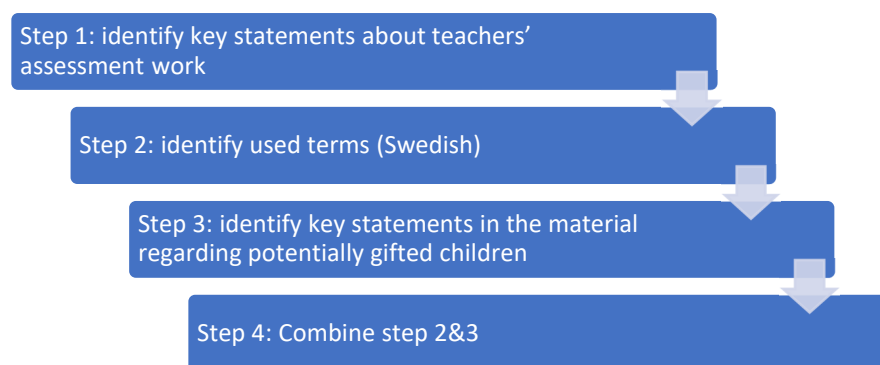 Step 1: identify key statements about teachers’
assessment work
Step 2: identify used terms (Swedish)
Step 3: identify key statements in the material
regarding potentially gifted children
Step 4: Combine step 2&3